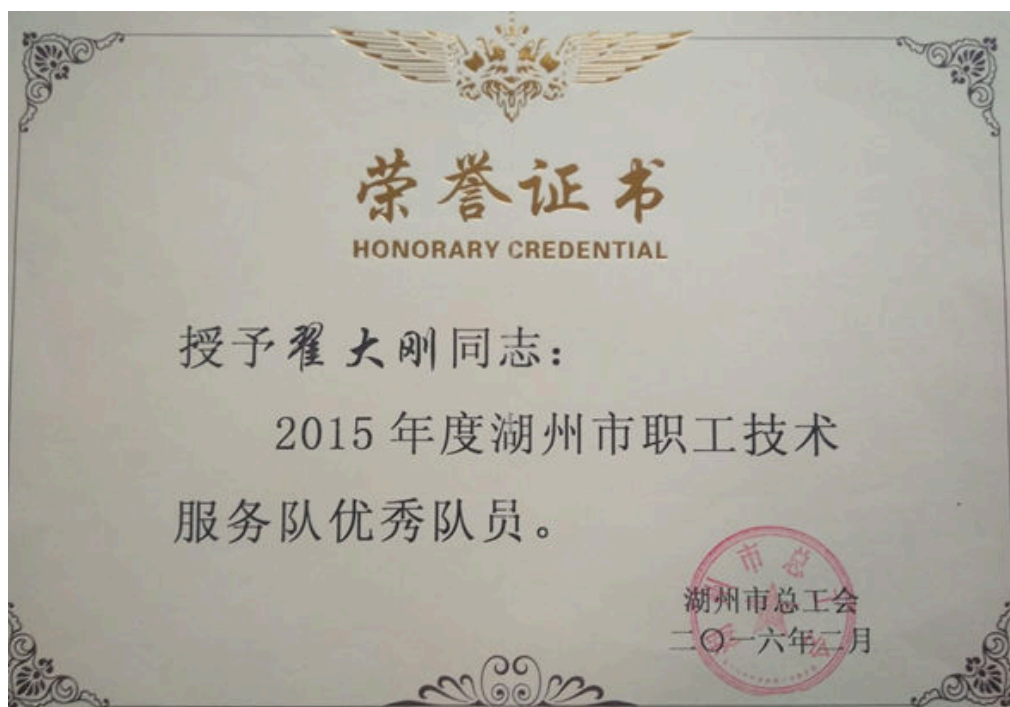 荣誉证书
HONORARY CREDENTIAL
授予翟大刚同志：
2015年度湖州市职工技术
服务队优秀队员。
湖州市总工会
二〇一六年二月